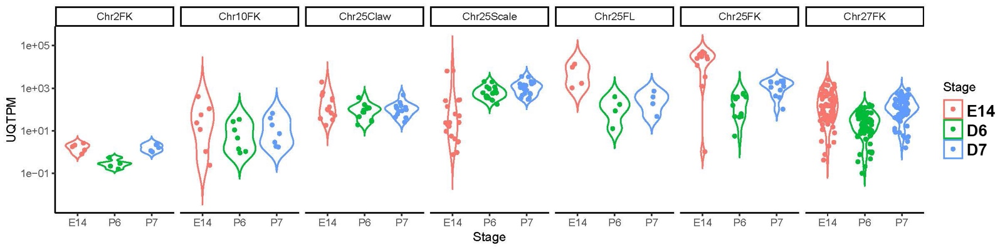 Chr2FK Chr10FK Chr25Claw Chr25Scale Chr25FL Chr25FK Chr27FK
1e+05
1e+03
1e+01
1e−01
UQTPM
E14 P6 P7 E14 P6 P7 E14 P6 P7 E14 P6 P7 E14 P6 P7 E14 P6 P7 E14 P6 P7
Stage
Stage
E14
D6
D7